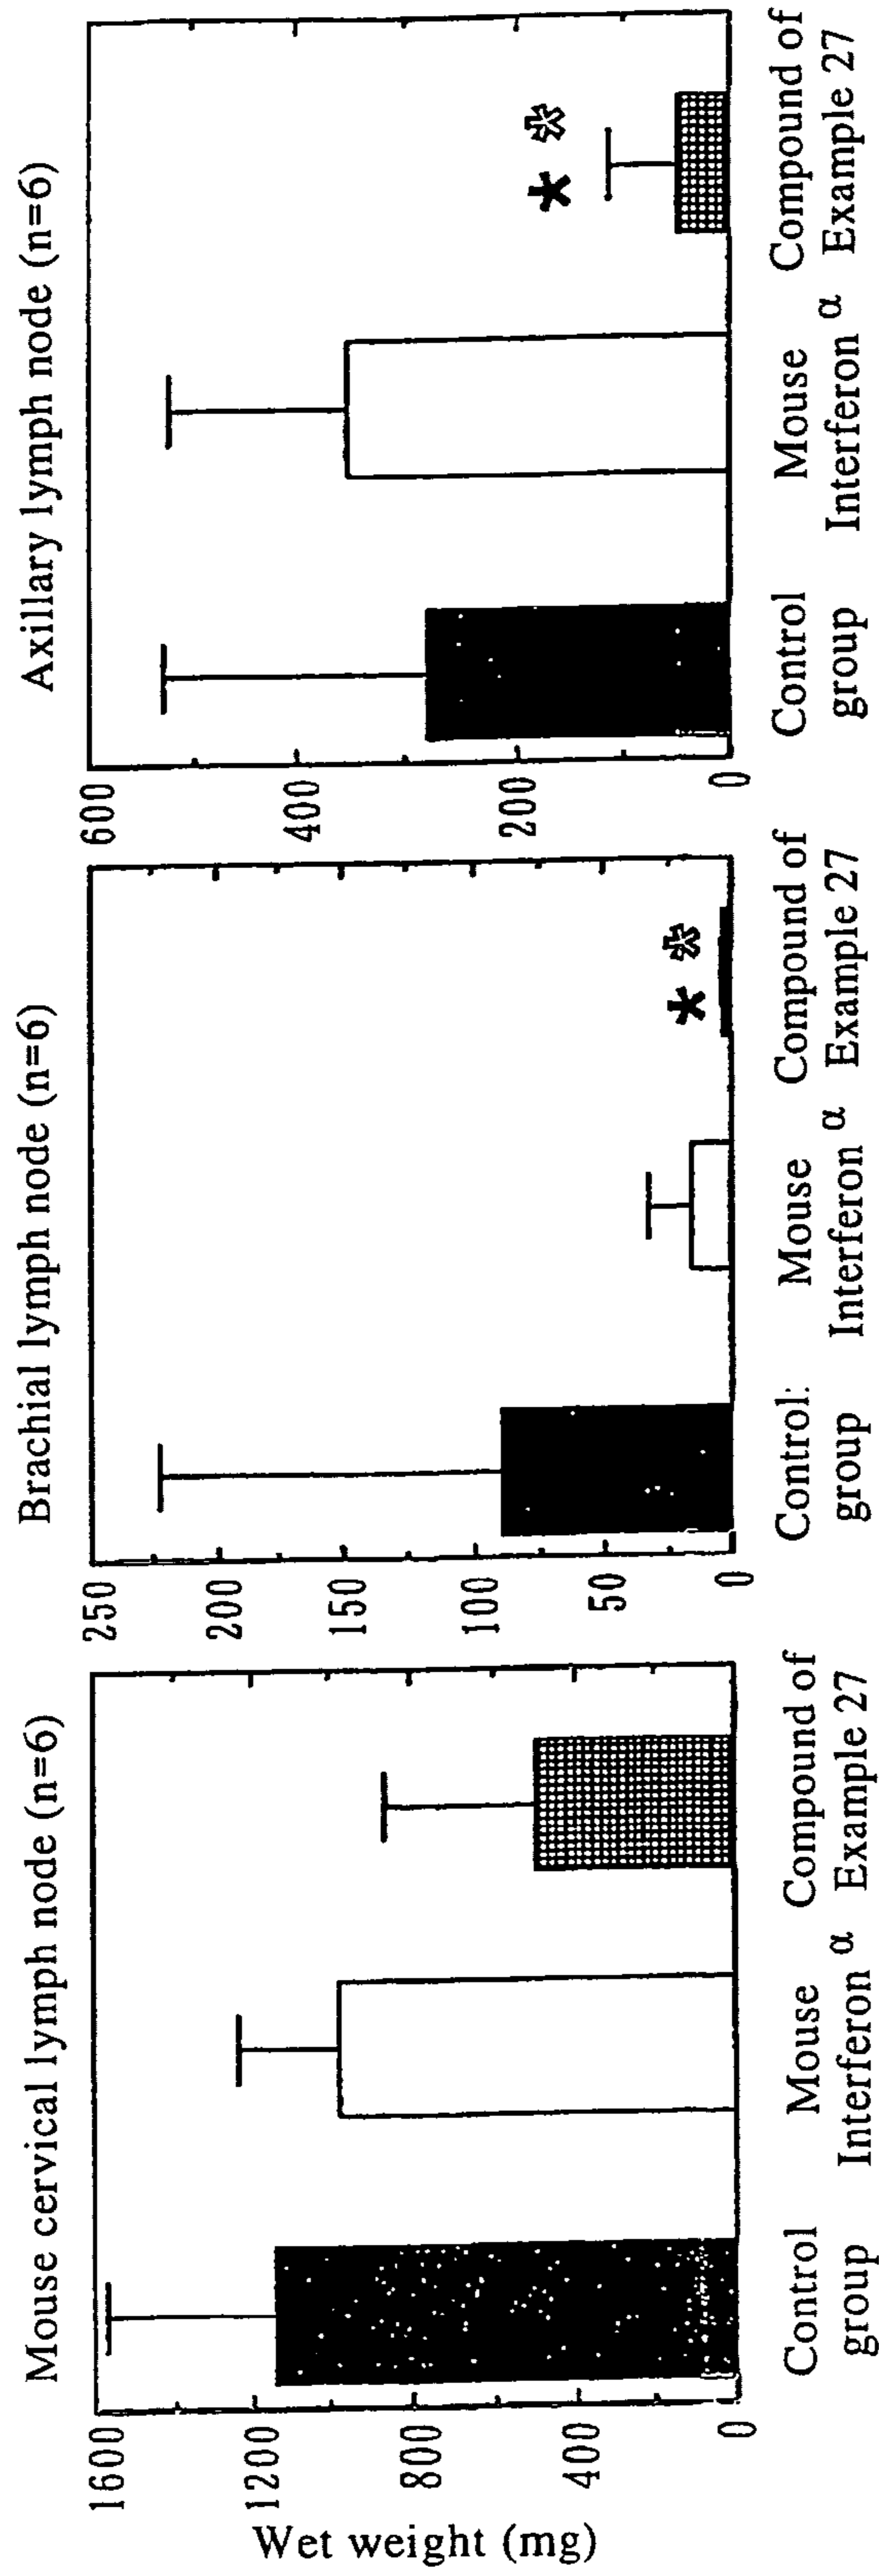 Mouse cervical lymph node (n=6)
Wet weight (mg)
1600
1200
800
400
0
Control
group
Mouse
Interferon α
Compound of
Example 27
Brachial lymph node (n=6)
250
200
150
100
50
0
*
Control:
group
Mouse
Interferon α
Compound of
Example 27
Axillary lymph node (n=6)
600
400
200
0
*
Control
group
Mouse
Interferon α
Compound of
Example 27